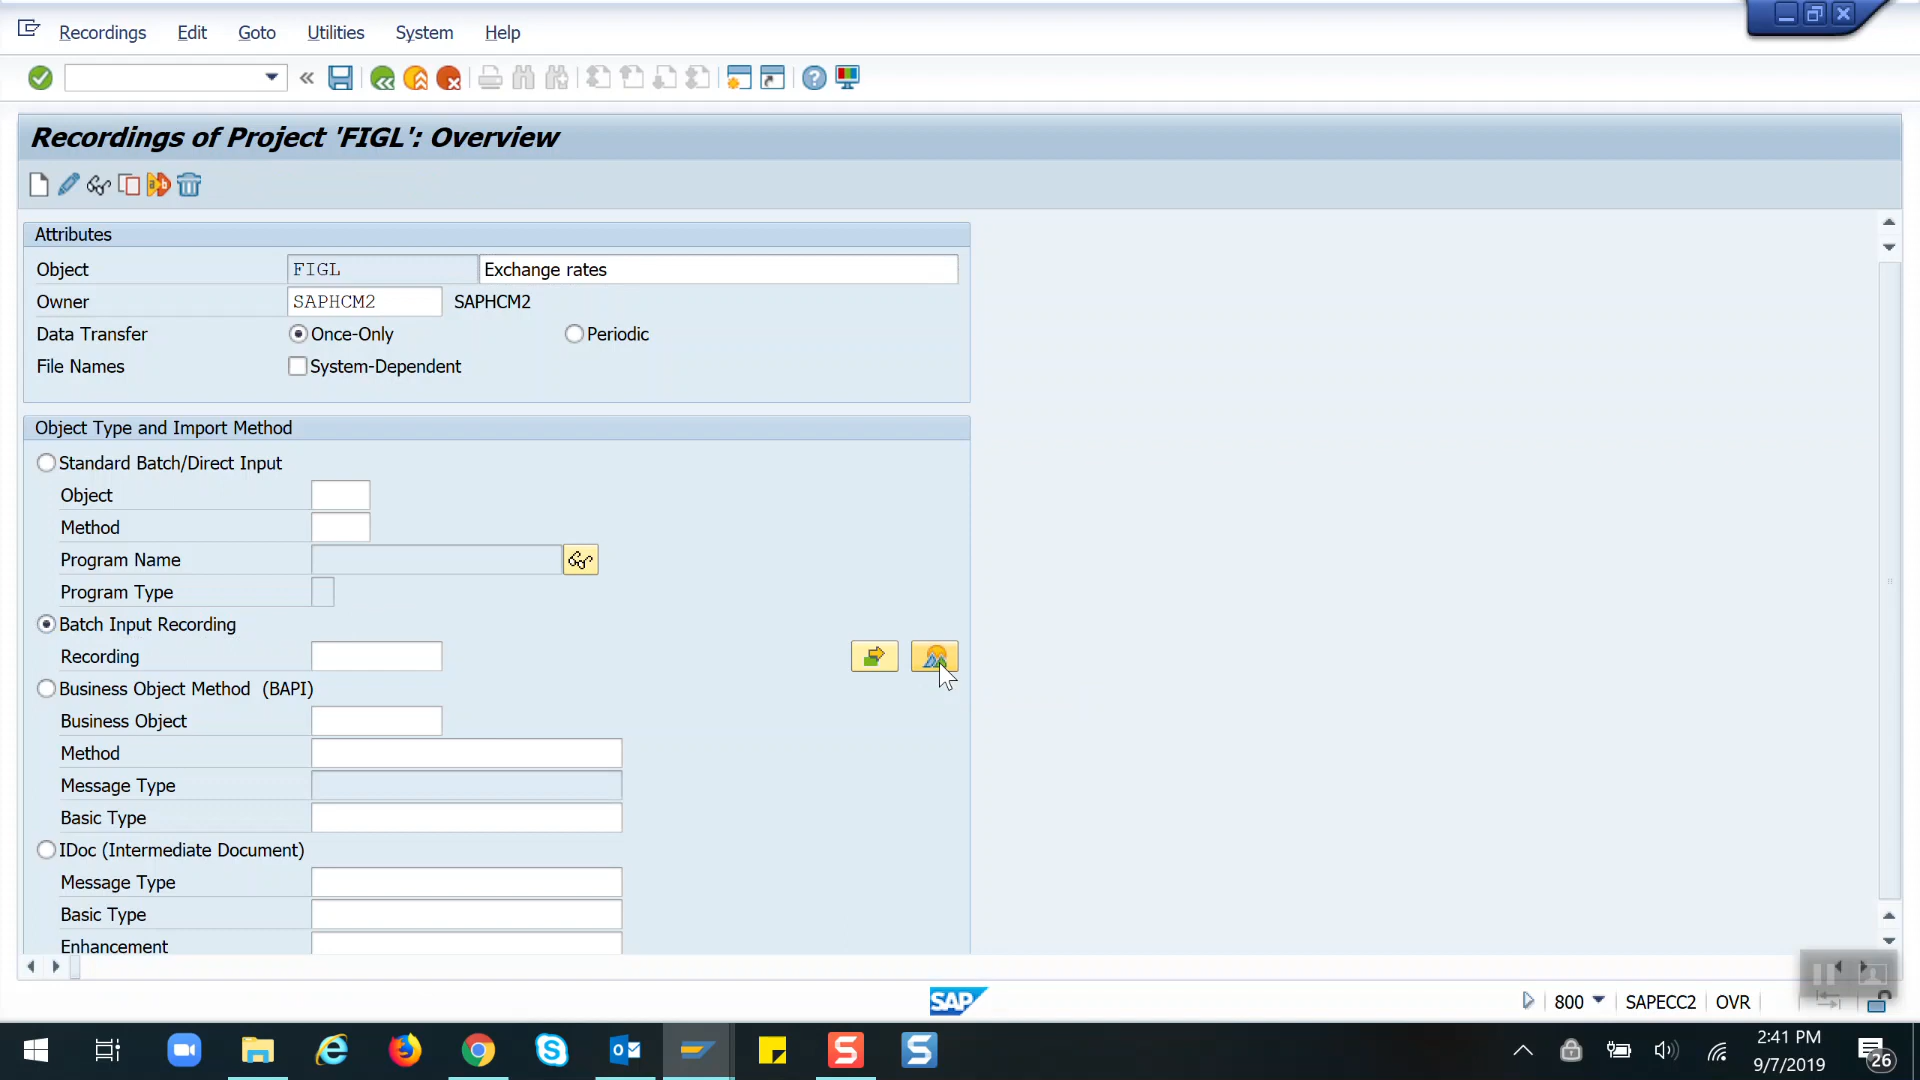 Recordings Edit Goto Utilities System Help
Recordings of Project 'FIGL': Overview
Attributes
Object FIGL Exchange rates
Owner SAPHCM2 SAPHCM2
Data Transfer Once-Only Periodic
File Names System-Dependent
Object Type and Import Method
Standard Batch/Direct Input
Object
Method
Program Name
Program Type
Batch Input Recording
Recording
Business Object Method (BAPI)
Business Object
Method
Message Type
Basic Type
IDoc (Intermediate Document)
Message Type
Basic Type
Enhancement
SAP 800 SAPECC2 OVR
2:41 PM
9/7/2019
26